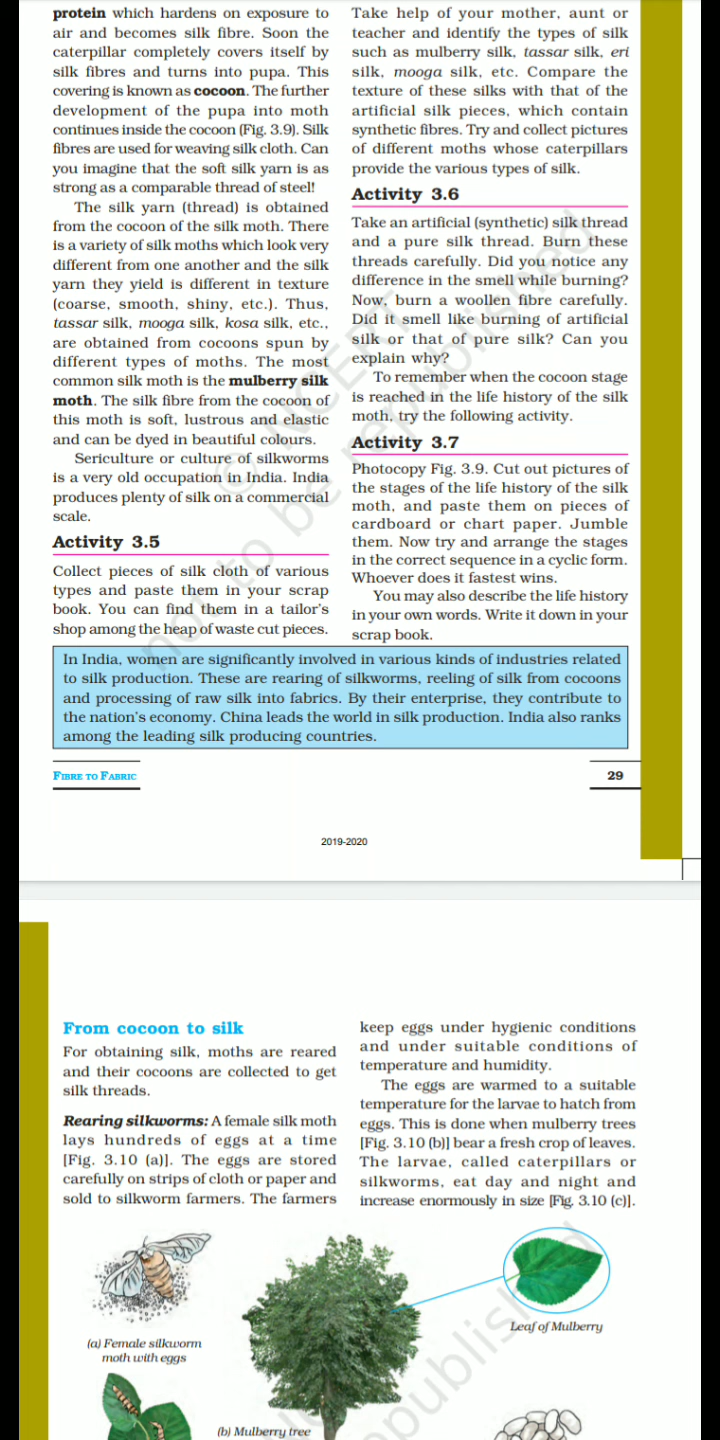 protein which hardens on exposure to
air and becomes silk fibre. Soon the
caterpillar completely covers itself by
silk fibres and turns into pupa. This
covering is known as cocoon. The further
development of the pupa into moth
continues inside the cocoon (Fig. 3.9). Silk
fibres are used for weaving silk cloth. Can
you imagine that the soft silk yarn is as
strong as a comparable thread of steel!
The silk yarn (thread) is obtained
from the cocoon of the silk moth. There
is a variety of silk moths which look very
different from one another and the silk
yarn they yield is different in texture
(coarse, smooth, shiny, etc.). Thus,
tassar silk, mooga silk, kosa silk, etc.,
are obtained from cocoons spun by
different types of moths. The most
common silk moth is the mulberry silk
moth. The silk fibre from the cocoon of
this moth is soft, lustrous and elastic
and can be dyed in beautiful colours.
Sericulture or culture of silkworms
is a very old occupation in India. India
produces plenty of silk on a commercial
scale.
Activity 3.5
Collect pieces of silk cloth of various
types and paste them in your scrap
book. You can find them in a tailor's
shop among the heap of waste cut pieces.
Take help of your mother, aunt or
teacher and identify the types of silk
such as mulberry silk, tassar silk, eri
silk, mooga silk, etc. Compare the
texture of these silks with that of the
artificial silk pieces, which contain
synthetic fibres. Try and collect pictures
of different moths whose caterpillars
provide the various types of silk.
Activity 3.6
Take an artificial (synthetic) silk thread
and a pure silk thread. Burn these
threads carefully. Did you notice any
difference in the smell while burning?
Now, burn a woollen fibre carefully.
Did it smell like burning of artificial
silk or that of pure silk? Can you
explain why?
To remember when the cocoon stage
is reached in the life history of the silk
moth, try the following activity.
Activity 3.7
Photocopy Fig. 3.9. Cut out pictures of
the stages of the life history of the silk
moth, and paste them on pieces of
cardboard or chart paper. Jumble
them. Now try and arrange the stages
in the correct sequence in a cyclic form.
Whoever does it fastest wins.
You may also describe the life history
in your own words. Write it down in your
scrap book.
© NCERT
not to be republished
In India, women are significantly involved in various kinds of industries related
to silk production. These are rearing of silkworms, reeling of silk from cocoons
and processing of raw silk into fabrics. By their enterprise, they contribute to
the nation's economy. China leads the world in silk production. India also ranks
among the leading silk producing countries.
FIBRE TO FABRIC
29
2019-2020
From cocoon to silk
For obtaining silk, moths are reared
and their cocoons are collected to get
silk threads.
Rearing silkworms: A female silk moth
lays hundreds of eggs at a time
[Fig. 3.10 (a)]. The eggs are stored
carefully on strips of cloth or paper and
sold to silkworm farmers. The farmers
keep eggs under hygienic conditions
and under suitable conditions of
temperature and humidity.
The eggs are warmed to a suitable
temperature for the larvae to hatch from
eggs. This is done when mulberry trees
[Fig. 3.10 (b)] bear a fresh crop of leaves.
The larvae, called caterpillars or
silkworms, eat day and night and
increase enormously in size [Fig. 3.10 (c)].
Leaf of Mulberry
(a) Female silkworm
moth with eggs
(b) Mulberry tree